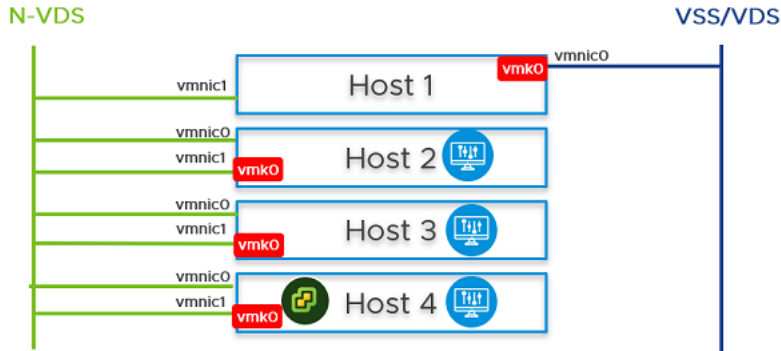 N-VDS VSS/VDS
vmnic0
vmk0
vmnic1 Host 1
vmnic0
vmnic1 vmk0 Host 2
vmnic0
vmnic1 vmk0 Host 3
vmnic0
vmnic1 vmk0 Host 4